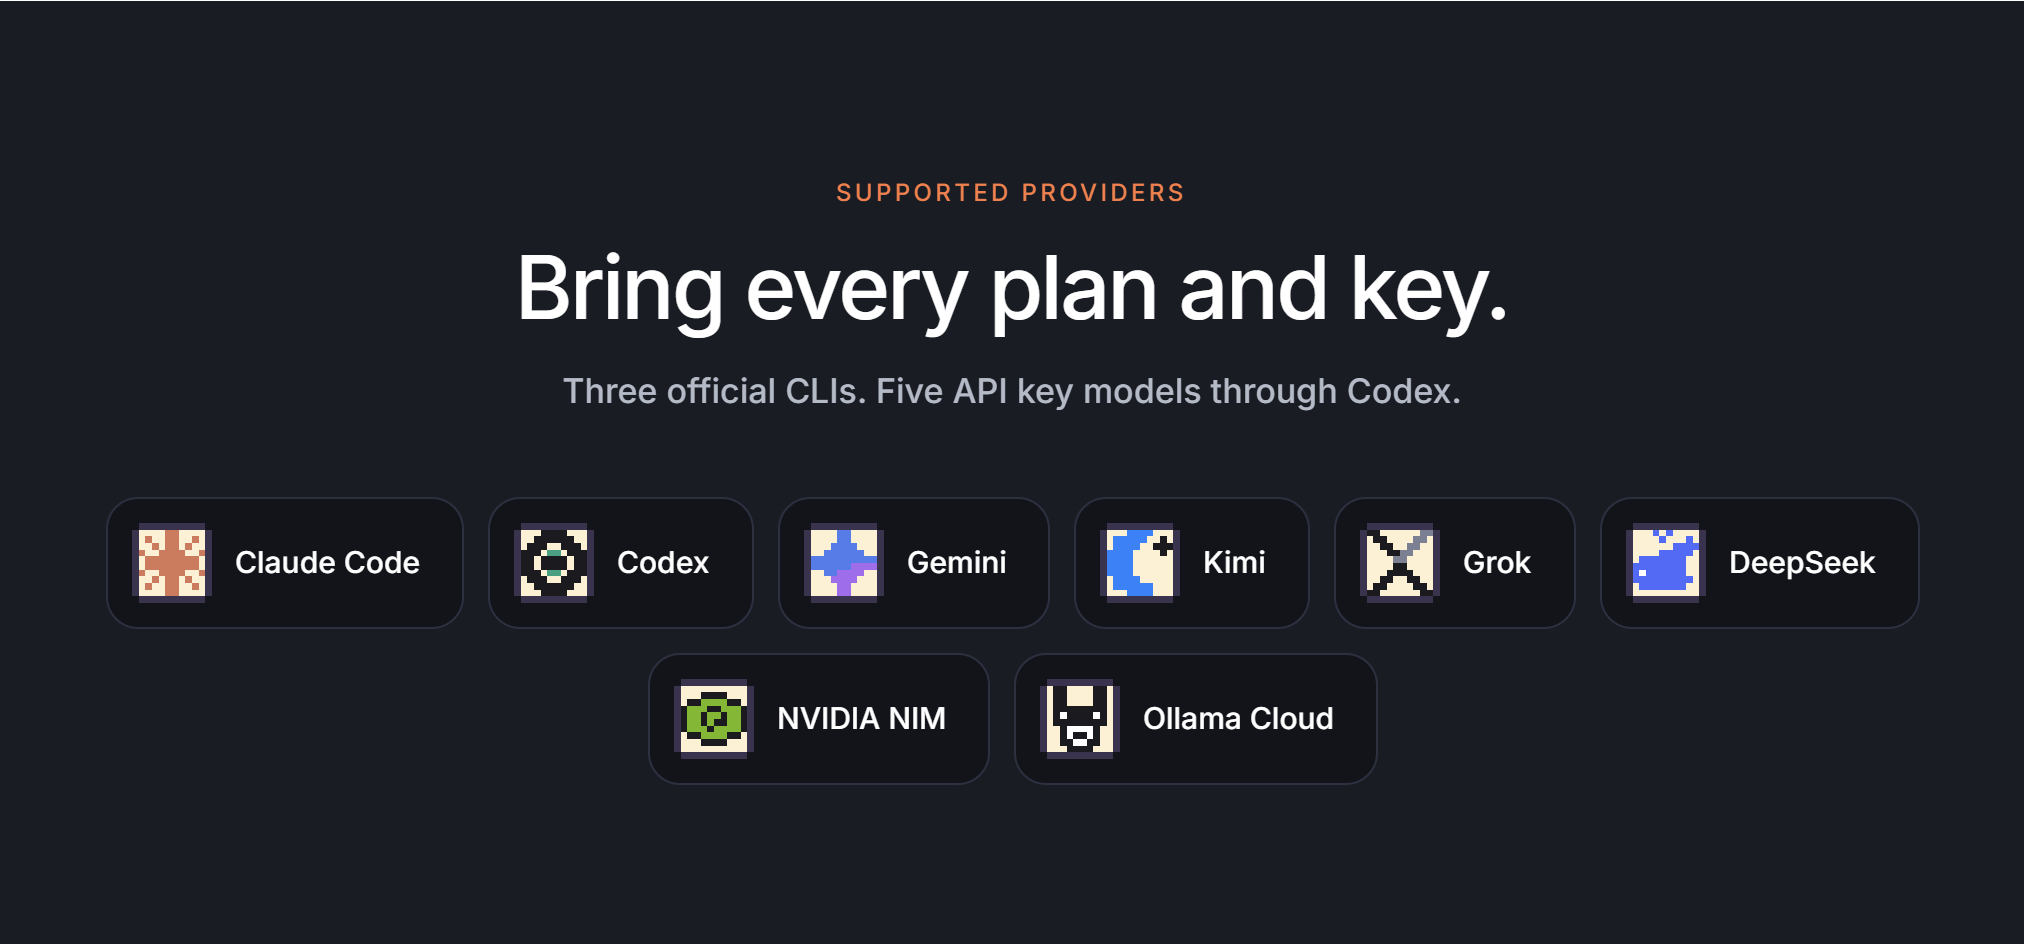 SUPPORTED PROVIDERS
Bring every plan and key.
Three official CLIs. Five API key models through Codex.
Claude Code
Codex
Gemini
Kimi
Grok
DeepSeek
NVIDIA NIM
Ollama Cloud